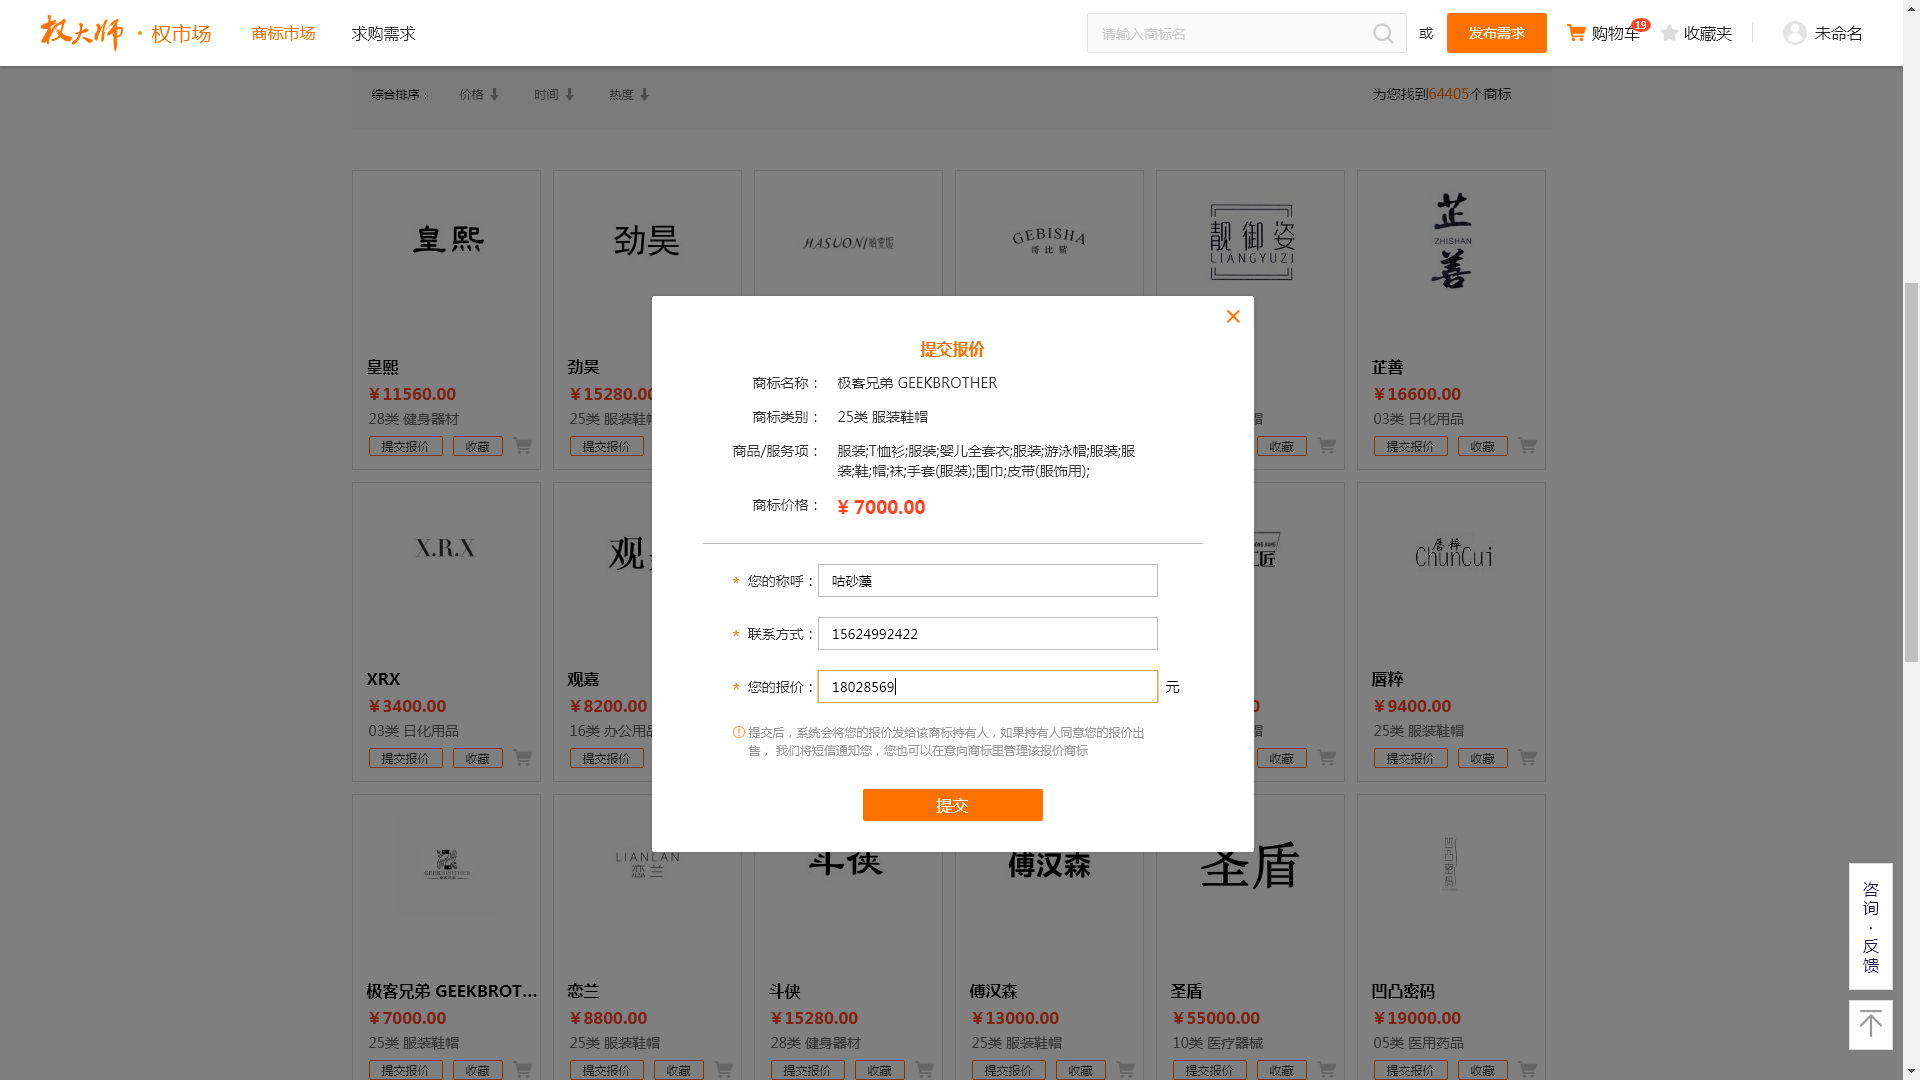 权大师 · 权市场 商标市场 求购需求 请输入商标名 或 发布需求 购物车 19 收藏夹 未命名
综合排序： 价格 时间 热度 为您找到64405个商标
皇熙 劲昊 HASUONI GEBISHA 靓御姿 芷善
哥比鲨 LIANGYUZI ZHISHAN
皇熙 劲昊 芷善
￥11560.00 ￥15280.00 ￥16600.00
28类 健身器材 25类 服装鞋帽 03类 日化用品
提交报价 收藏 提交报价 收藏 提交报价 收藏
提交报价
商标名称： 极客兄弟 GEEKBROTHER
商标类别： 25类 服装鞋帽
商品/服务项： 服装;T恤衫;服装;婴儿全套衣;服装;游泳帽;服装;服
装;鞋;帽;袜;手套(服装);围巾;皮带(服饰用);
商标价格： ¥ 7000.00
* 您的称呼： 咕砂藻
* 联系方式： 15624992422
* 您的报价： 18028569 元
提交后，系统会将您的报价发给该商标持有人，如果持有人同意您的报价出
售， 我们将短信通知您，您也可以在意向商标里管理该报价商标
提交
X.R.X 观 匠 唇粹
ChunCui
XRX 观嘉 唇粹
￥3400.00 ￥8200.00 0 ￥9400.00
03类 日化用品 16类 办公用品 25类 服装鞋帽
提交报价 收藏 提交报价 收藏 提交报价 收藏
GEEKBROTHER LIANLAN 斗侠 傅汉森 圣盾 凹凸密码
恋兰
极客兄弟 GEEKBROT... 恋兰 斗侠 傅汉森 圣盾 凹凸密码
￥7000.00 ￥8800.00 ￥15280.00 ￥13000.00 ￥55000.00 ￥19000.00
25类 服装鞋帽 25类 服装鞋帽 28类 健身器材 25类 服装鞋帽 10类 医疗器械 05类 医用药品
提交报价 收藏 提交报价 收藏 提交报价 收藏 提交报价 收藏 提交报价 收藏 提交报价 收藏
咨
询
·
反
馈